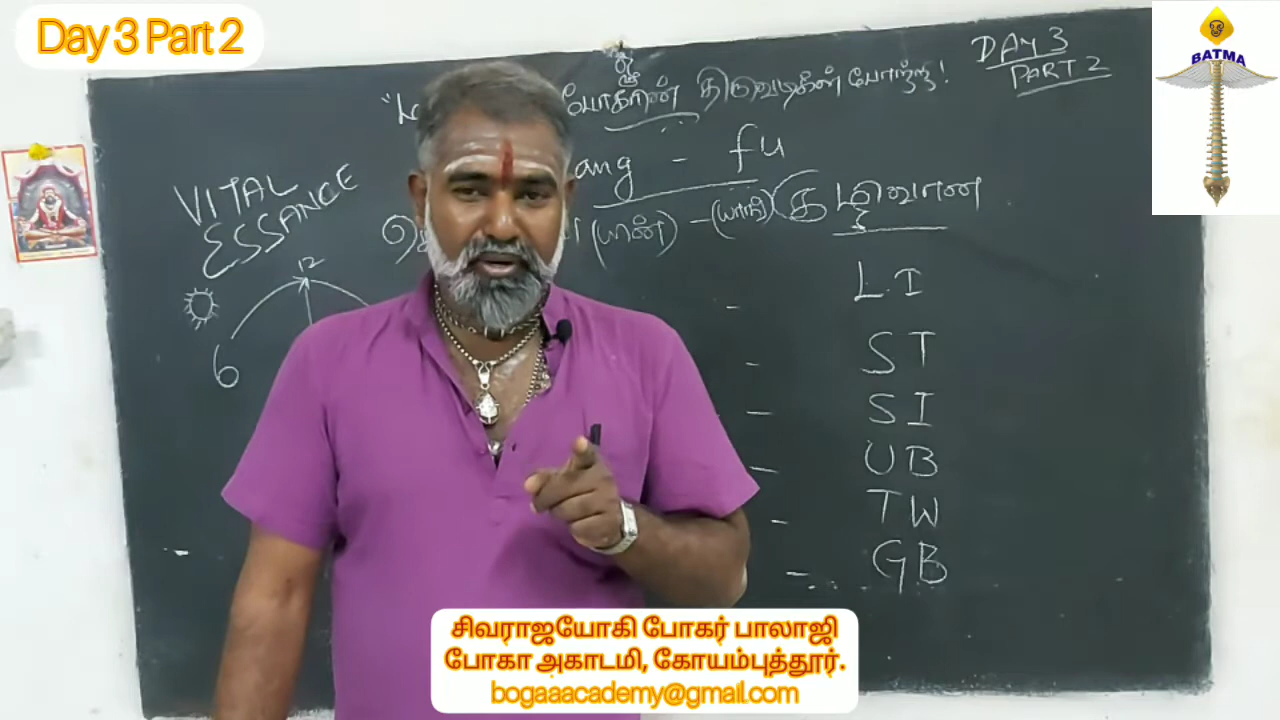 Day 3 Part 2
BATMA
DAY 3
PART 2
போகரின் திருவடிகள் போற்றி!
ang - fu
VITAL
ESSANCE
(யின்) - (யாங்)
12
6
- LI
- ST
- SI
- UB
- TW
- GB
சிவராஜயோகி போகர் பாலாஜி
போகா அகாடமி, கோயம்புத்தூர்.
bogaaacademy@gmail.com